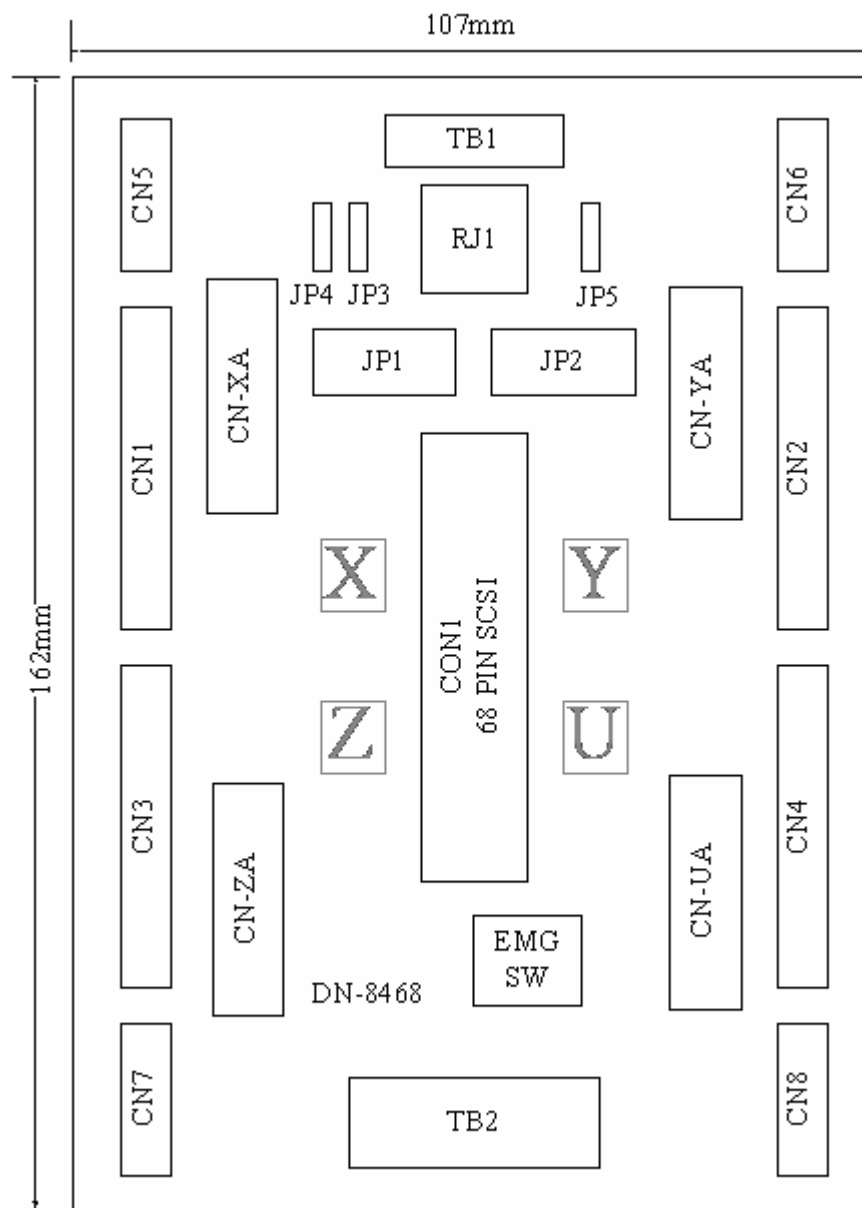 107mm
TB1
CN5
CN6
RJ1
JP4
JP3
JP5
JP1
JP2
CN-XA
CN-YA
CN1
CN2
X
Y
CON1
68 PIN SCSI
162mm
Z
U
CN3
CN4
CN-ZA
CN-UA
EMG
SW
DN-8468
CN7
TB2
CN8